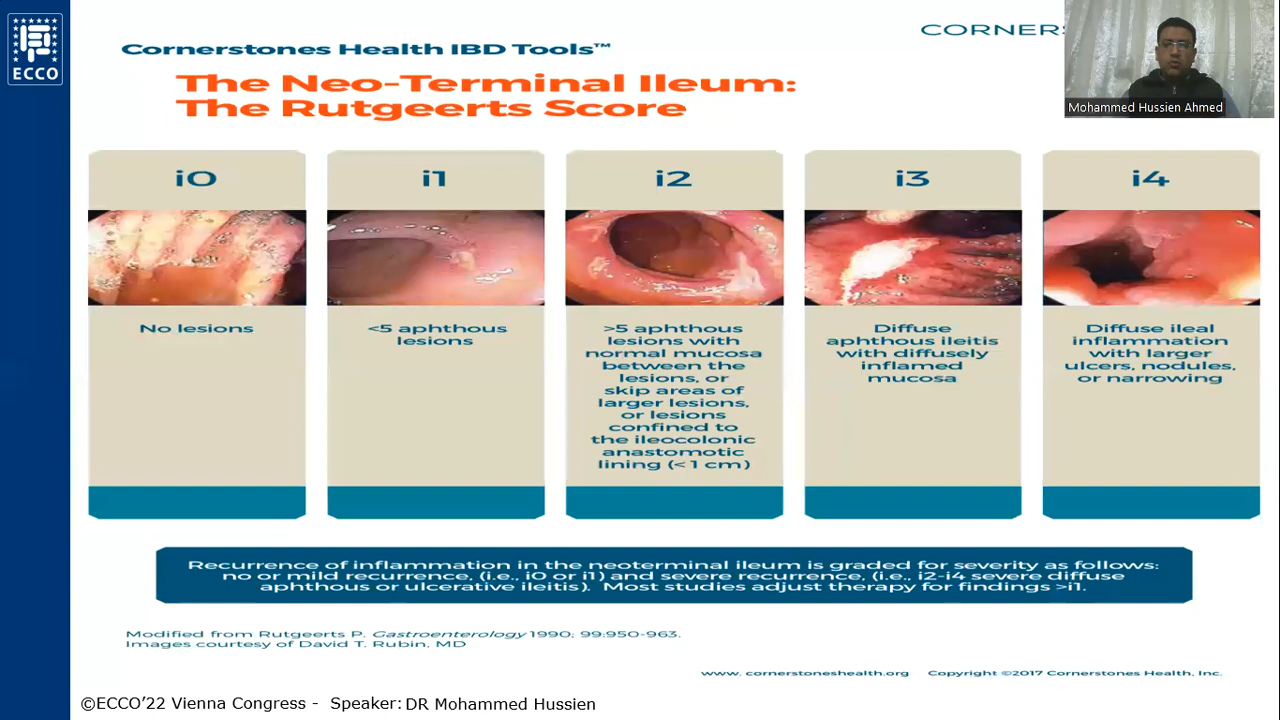 ECCO
CORNERS
Mohammed Hussien Ahmed
Cornerstones Health IBD Tools™
The Neo-Terminal Ileum:
The Rutgeerts Score
i0
No lesions
i1
<5 aphthous
lesions
i2
>5 aphthous
lesions with
normal mucosa
between the
lesions, or
skip areas of
larger lesions,
or lesions
confined to
the ileocolonic
anastomotic
lining (<1 cm)
i3
Diffuse
aphthous ileitis
with diffusely
inflamed
mucosa
i4
Diffuse ileal
inflammation
with larger
ulcers, nodules,
or narrowing
Recurrence of inflammation in the neoterminal ileum is graded for severity as follows:
no or mild recurrence, (i.e., i0 or i1) and severe recurrence, (i.e., i2-i4 severe diffuse
aphthous or ulcerative ileitis). Most studies adjust therapy for findings >i1.
Modified from Rutgeerts P. Gastroenterology 1990; 99:950-963.
Images courtesy of David T. Rubin, MD
www. cornerstoneshealth.org Copyright ©2017 Cornerstones Health, Inc.
©ECCO’22 Vienna Congress - Speaker: DR Mohammed Hussien